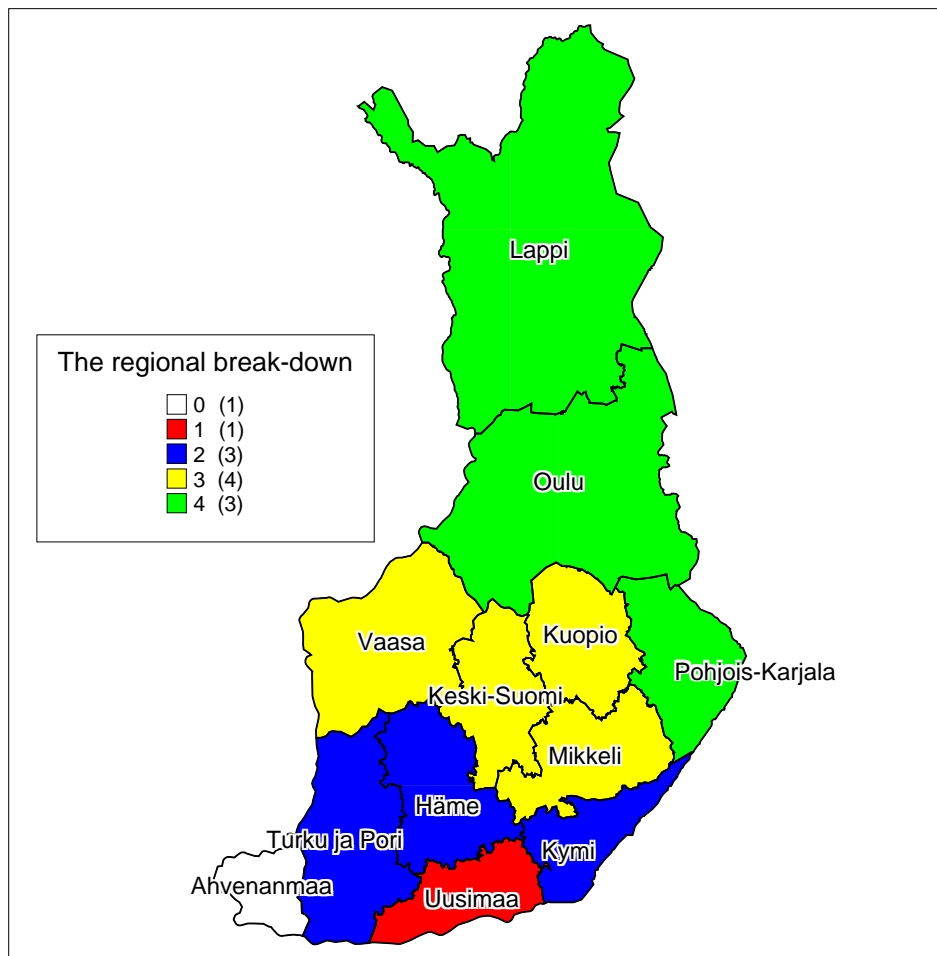 Lappi
The regional break-down
0 (1)
1 (1)
2 (3)
3 (4)
4 (3)
Oulu
Vaasa
Kuopio
Pohjois-Karjala
Keski-Suomi
Mikkeli
Häme
Turku ja Pori
Kymi
Ahvenanmaa
Uusimaa